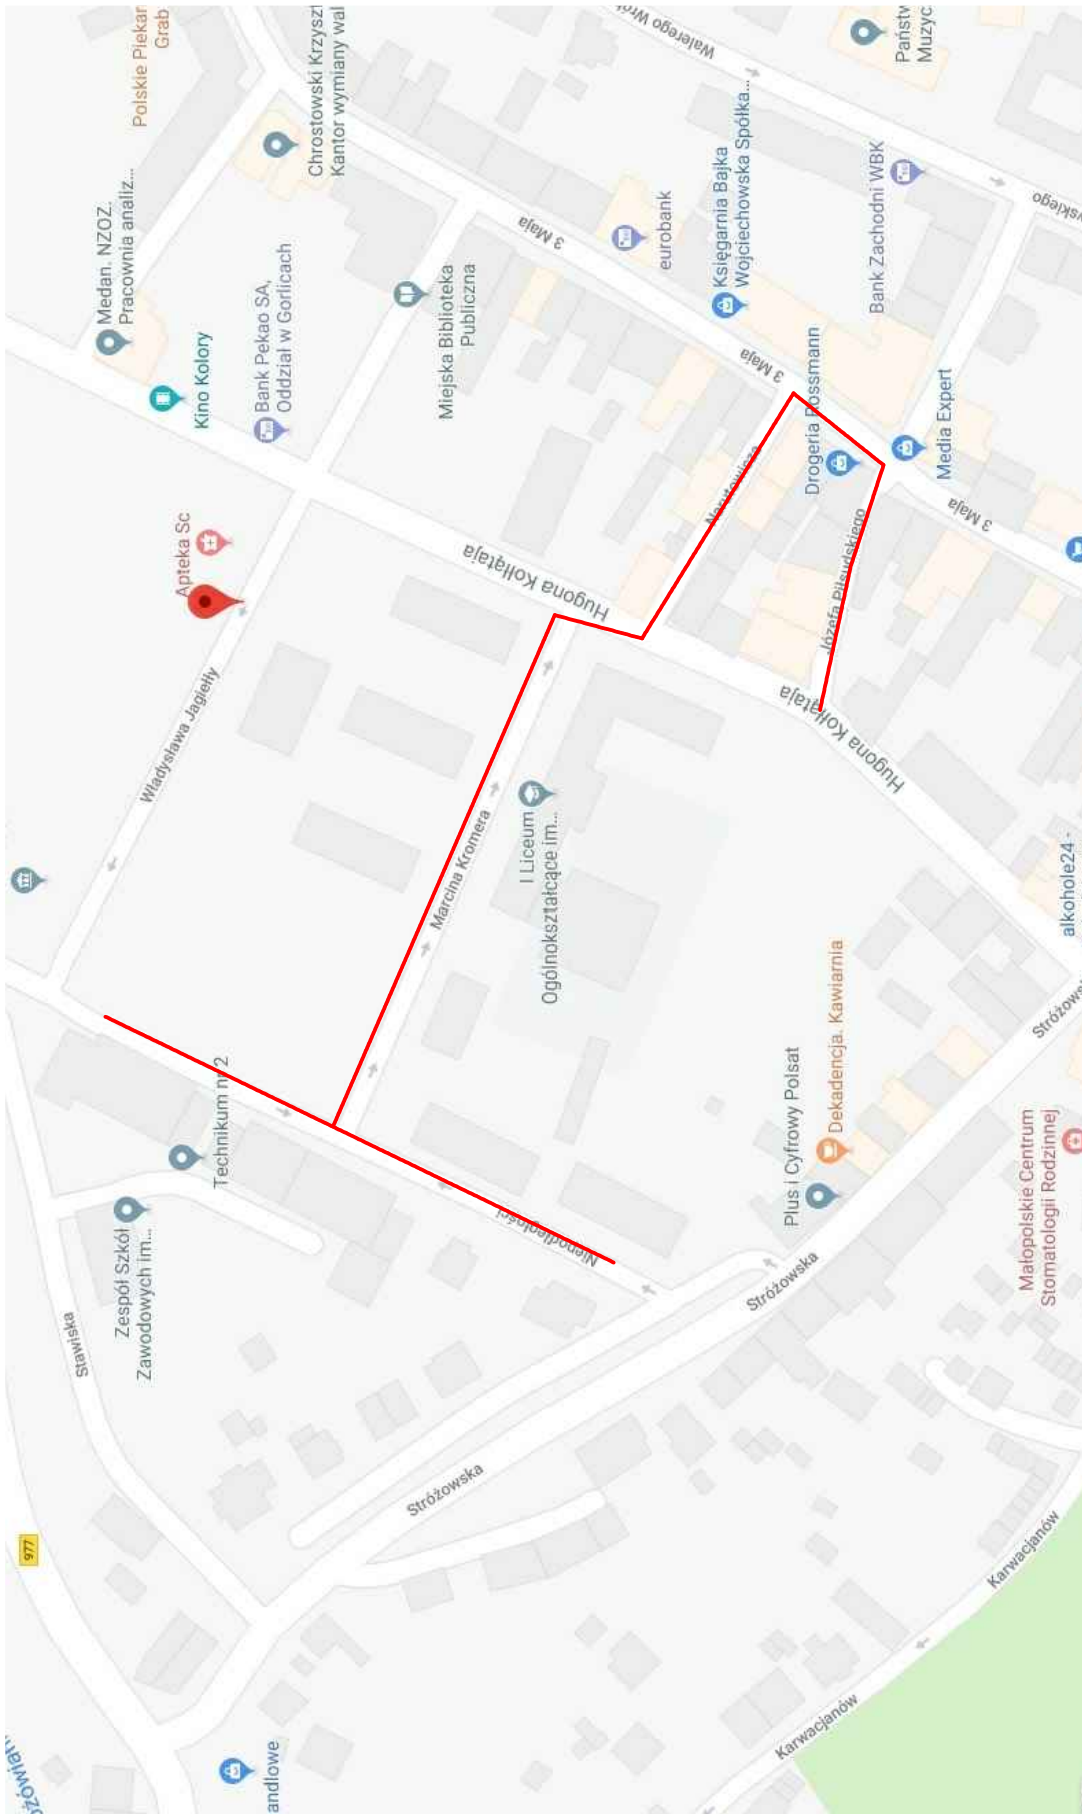 Polskie Piekar
Grab
Chrostowski Krzyszt
Kantor wymiany wal
Walerego Wró
Państw
Muzyc
Medan. NZOZ.
Pracownia analiz...
Bank Pekao SA,
Oddział w Gorlicach
Kino Kolory
Miejska Biblioteka
Publiczna
3 Maja
eurobank
Księgarnia Bajka
Wojciechowska Spółka...
Bank Zachodni WBK
3 Maja
Drogeria Rossmann
Media Expert
3 Maja
Narutowicza
Józefa Piłsudskiego
Apteka Sc
Hugona Kołłątaja
Władysława Jagiełły
Hugona Kołłątaja
Marcina Kromera
I Liceum
Ogólnokształcące im...
alkohole24 -
Dekadencja. Kawiarnia
Plus i Cyfrowy Polsat
Technikum nr 2
Zespół Szkół
Zawodowych im...
Niepodległości
Stróżowska
Małopolskie Centrum
Stomatologii Rodzinnej
Stawiska
Stróżowska
977
Karwacjanów
Karwacjanów
andlowe